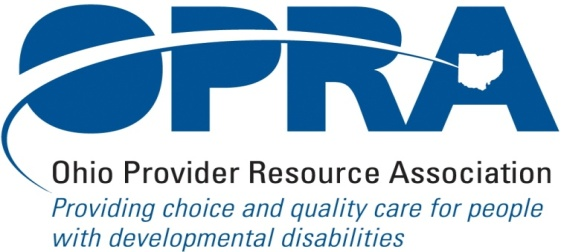 OPRA
Ohio Provider Resource Association
Providing choice and quality care for people
with developmental disabilities